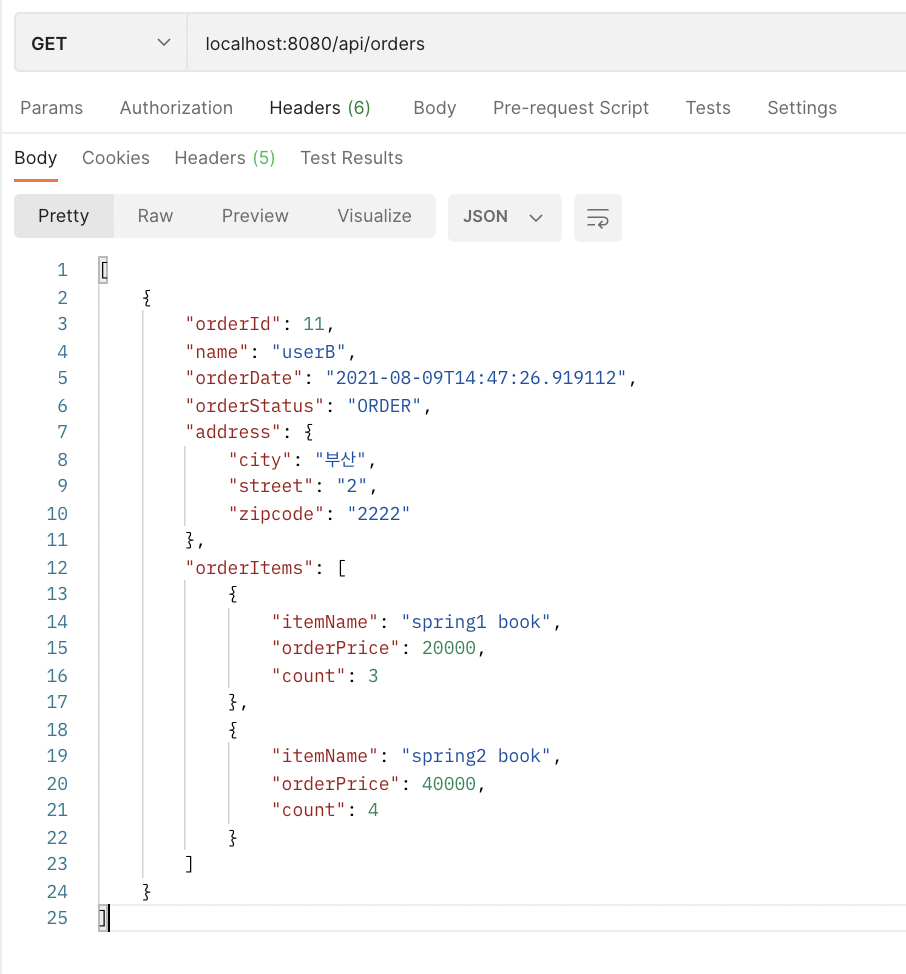 GET localhost:8080/api/orders
Params Authorization Headers (6) Body Pre-request Script Tests Settings
Body Cookies Headers (5) Test Results
Pretty Raw Preview Visualize JSON
1 [
2 {
3 "orderId": 11,
4 "name": "userB",
5 "orderDate": "2021-08-09T14:47:26.919112",
6 "orderStatus": "ORDER",
7 "address": {
8 "city": "부산",
9 "street": "2",
10 "zipcode": "2222"
11 },
12 "orderItems": [
13 {
14 "itemName": "spring1 book",
15 "orderPrice": 20000,
16 "count": 3
17 },
18 {
19 "itemName": "spring2 book",
20 "orderPrice": 40000,
21 "count": 4
22 }
23 ]
24 }
25 ]